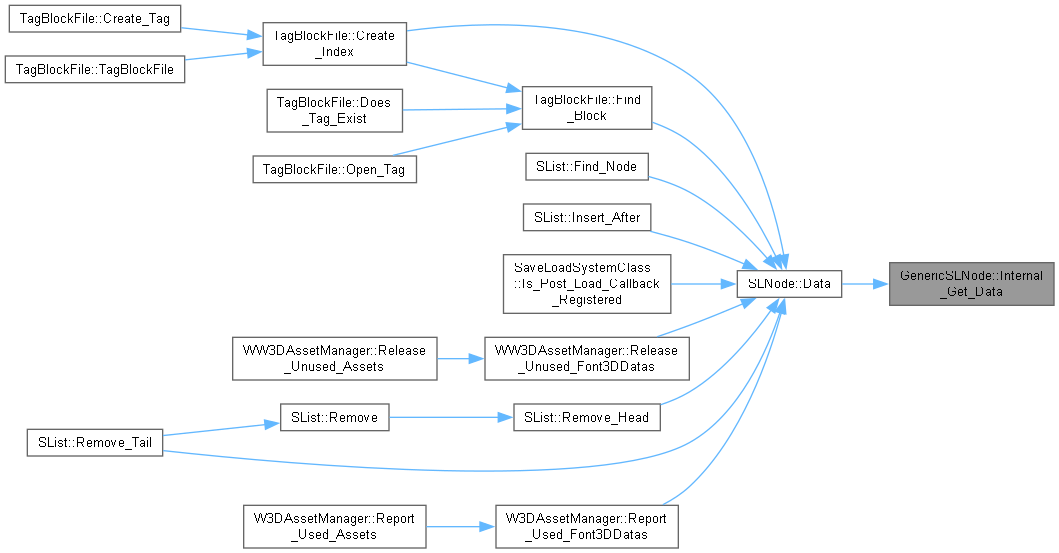 TagBlockFile::Create_Tag
TagBlockFile::TagBlockFile
TagBlockFile::Create
_Index
TagBlockFile::Does
_Tag_Exist
TagBlockFile::Open_Tag
TagBlockFile::Find
_Block
SList::Find_Node
SList::Insert_After
SaveLoadSystemClass
::Is_Post_Load_Callback
_Registered
SLNode::Data
GenericSLNode::Internal
_Get_Data
WW3DAssetManager::Release
_Unused_Assets
WW3DAssetManager::Release
_Unused_Font3DDatas
SList::Remove
SList::Remove_Head
SList::Remove_Tail
W3DAssetManager::Report
_Used_Assets
W3DAssetManager::Report
_Used_Font3DDatas